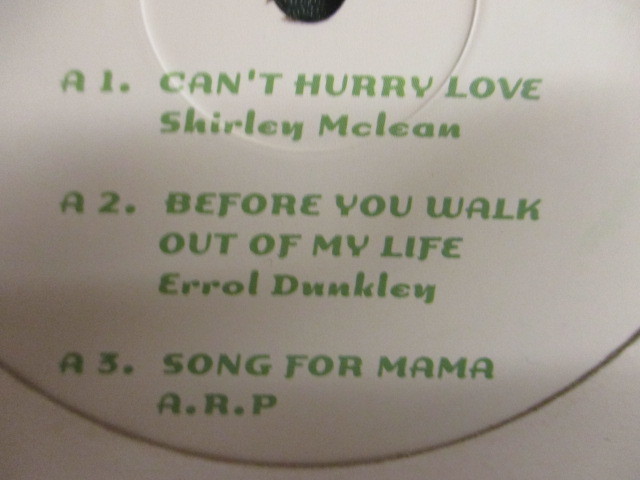 A 1. CAN'T HURRY LOVE
Shirley Mclean
A 2. BEFORE YOU WALK
OUT OF MY LIFE
Errol Dunkley
A 3. SONG FOR MAMA
A.R.P